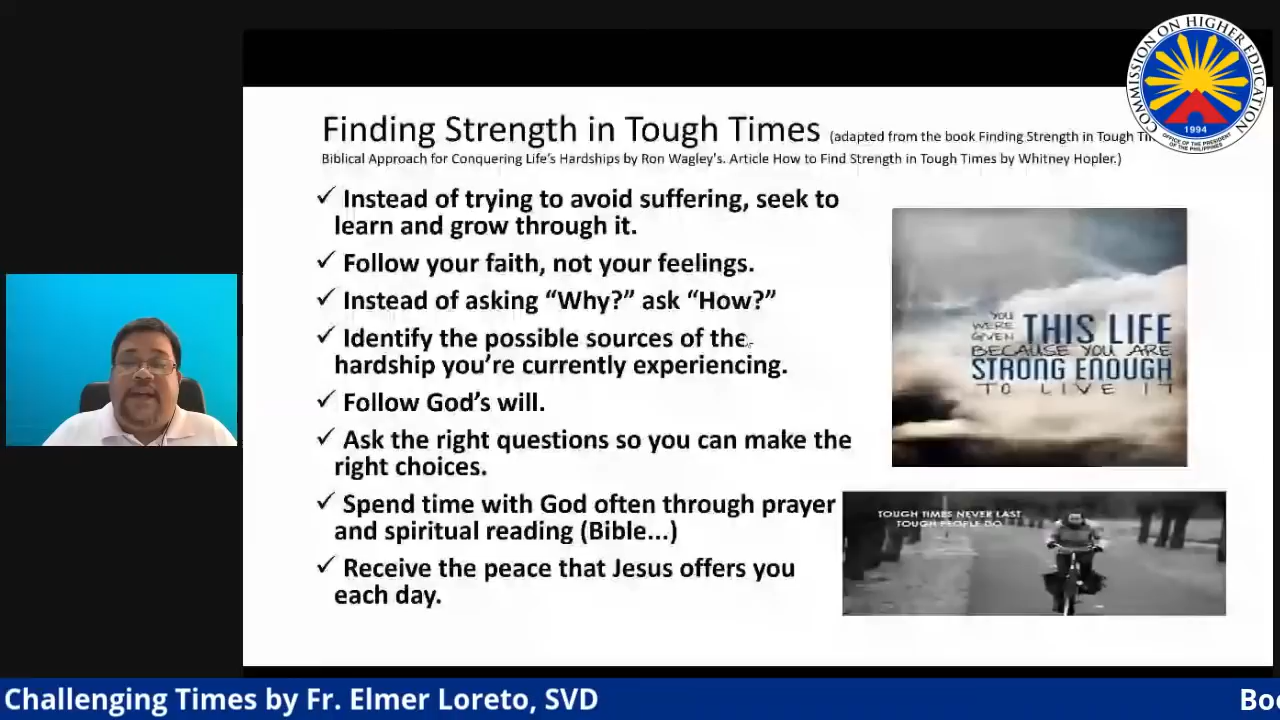 Finding Strength in Tough Times (adapted from the book Finding Strength in Tough
Biblical Approach for Conquering Life's Hardships by Ron Wagley's. Article How to Find Strength in Tough Times by Whitney Hopler.)
✓ Instead of trying to avoid suffering, seek to
learn and grow through it.
✓ Follow your faith, not your feelings.
✓ Instead of asking “Why?” ask “How?”
✓ Identify the possible sources of the
hardship you’re currently experiencing.
✓ Follow God’s will.
✓ Ask the right questions so you can make the
right choices.
✓ Spend time with God often through prayer
and spiritual reading (Bible...)
✓ Receive the peace that Jesus offers you
each day.
COMMISSION ON HIGHER EDUCATION
1994
OFFICE OF THE PRESIDENT
OF THE PHILIPPINES
YOU
WERE
GIVEN
THIS LIFE
BECAUSE YOU ARE
STRONG ENOUGH
TO LIVE IT
TOUGH TIMES NEVER LAST
TOUGH PEOPLE DO.
Challenging Times by Fr. Elmer Loreto, SVD